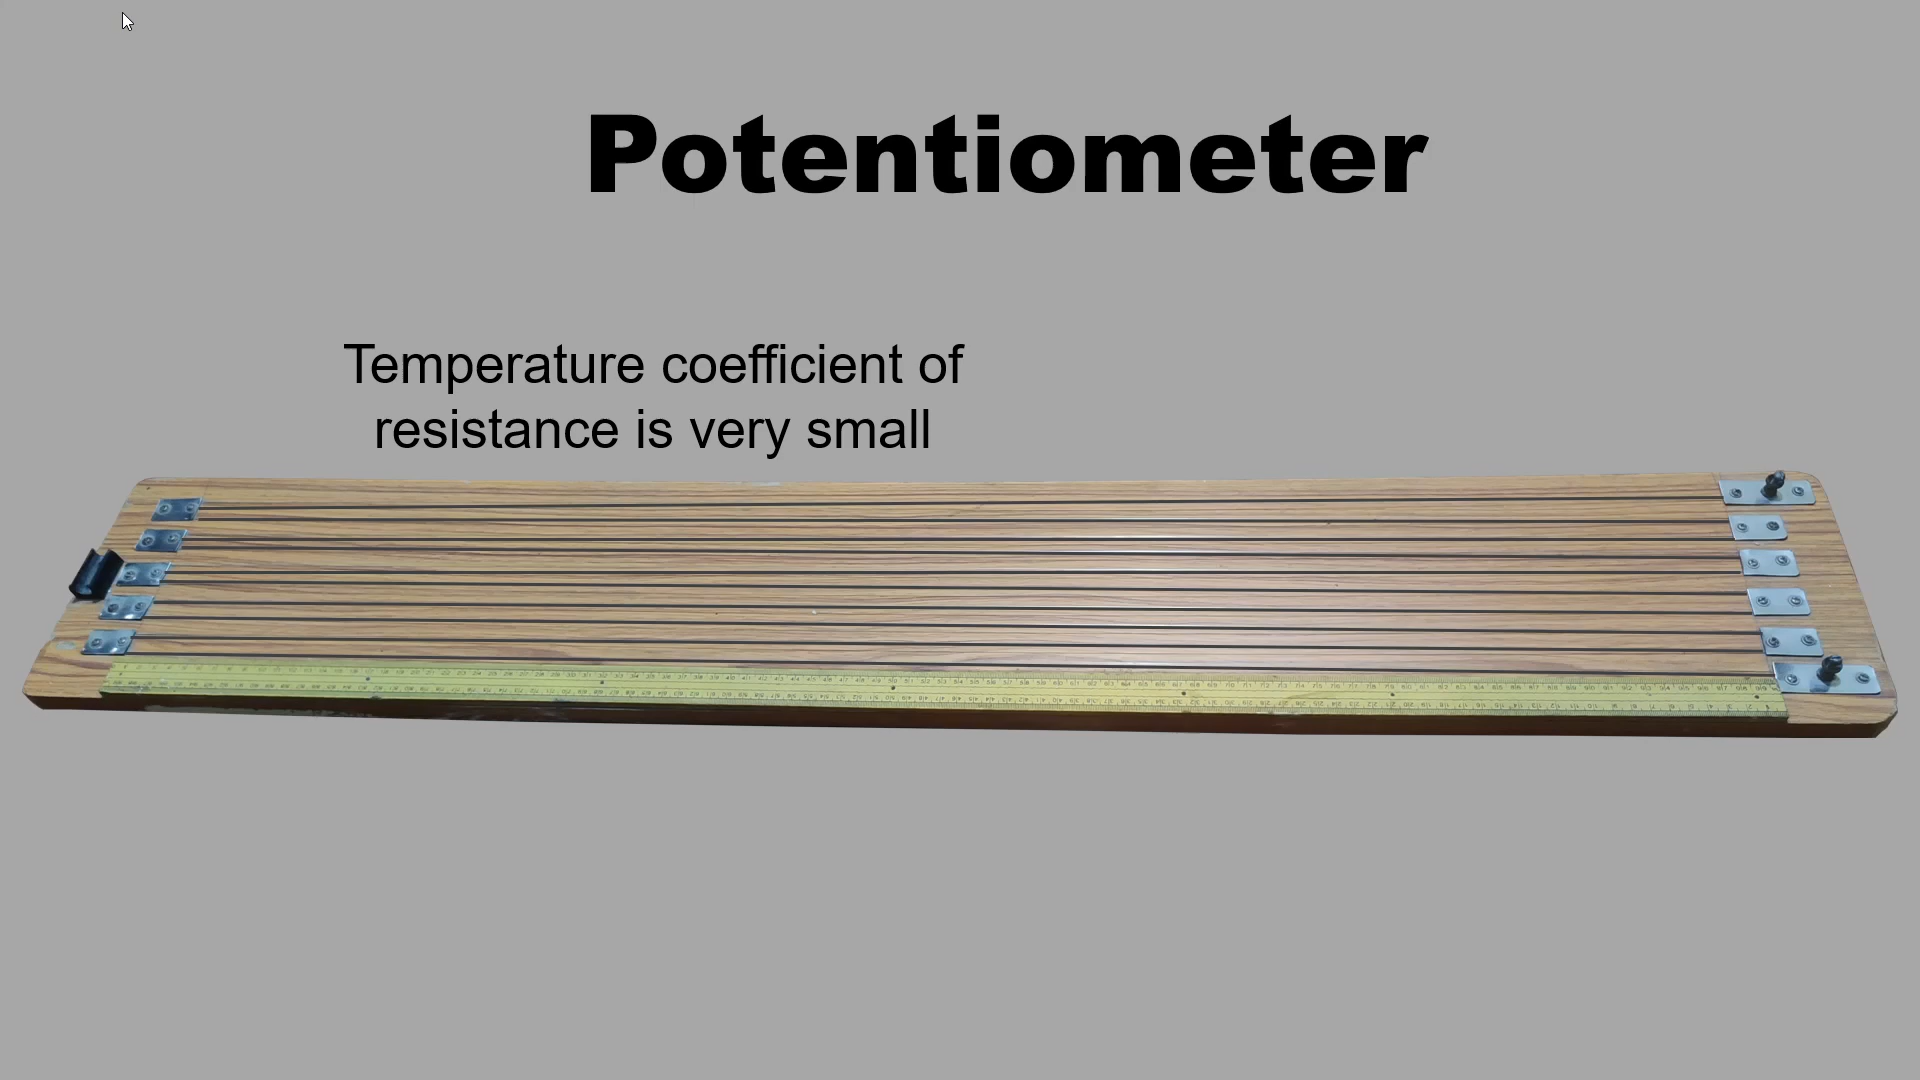 Potentiometer
Temperature coefficient of
resistance is very small